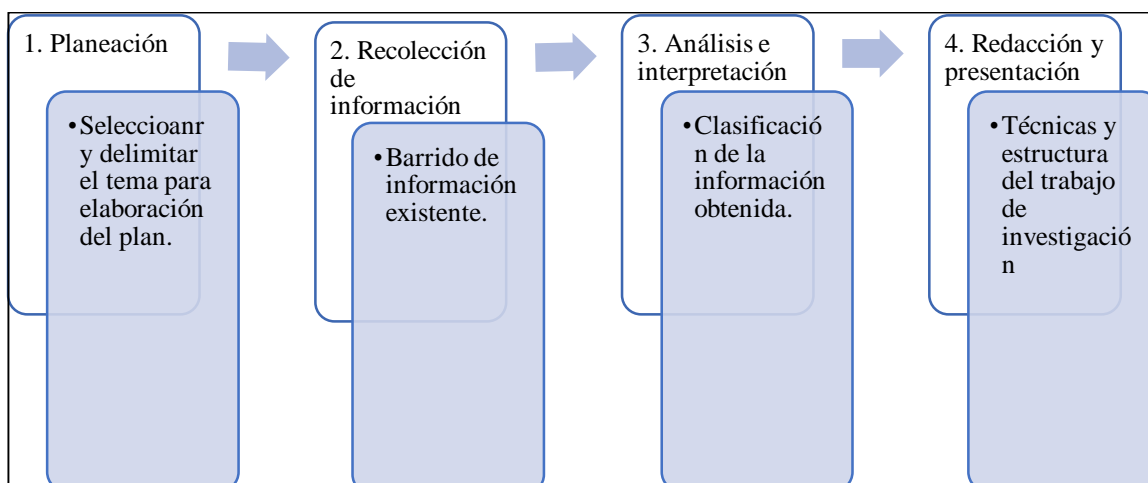 1. Planeación
•Seleccioanr
y delimitar
el tema para
elaboración
del plan.
2. Recolección
de
información
•Barrido de
información
existente.
3. Análisis e
interpretación
•Clasificació
n de la
información
obtenida.
4. Redacción y
presentación
•Técnicas y
estructura
del trabajo
de
investigació
n